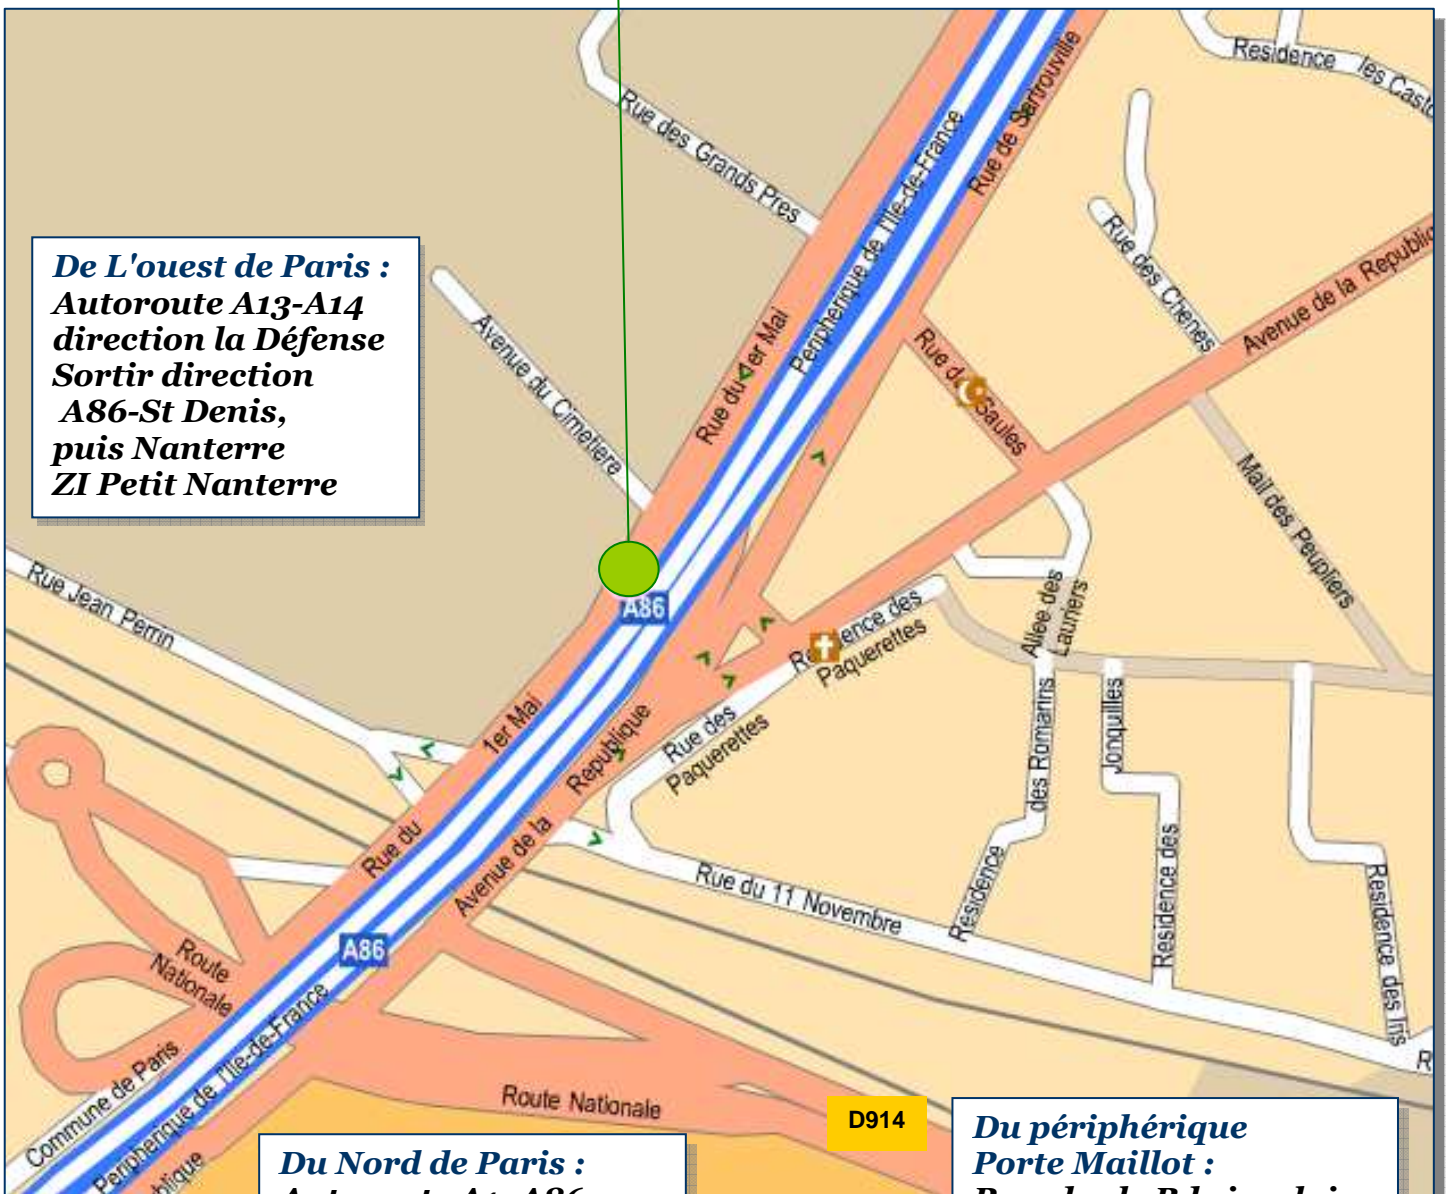 Residence les Casto
Rue de Sartrouville
Rue des Grands Pres
Peripherique de l'Ile-de-France
Rue des Chenes
Avenue de la Republiq
De L'ouest de Paris :
Autoroute A13-A14
direction la Défense
Sortir direction
A86-St Denis,
puis Nanterre
ZI Petit Nanterre
Avenue du Cimetiere
Rue du 1er Mai
Rue de Saules
Mail des Peupliers
Rue Jean Perrin
A86
Allee des
Lauriers
Residence des
Paquerettes
1er Mai
Republique
Rue des
Paquerettes
des Romarins
Jonquilles
Rue du
Avenue de la
Rue du 11 Novembre
Residence
Residence des
Residence des Iris
Route
Nationale
A86
Commune de Paris
Peripherique de l'Ile-de-France
blique
Route Nationale
R
D914
Du Nord de Paris :
Du périphérique
Porte Maillot :